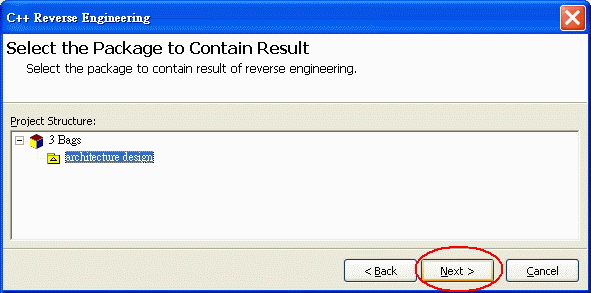 C++ Reverse Engineering
Select the Package to Contain Result
Select the package to contain result of reverse engineering.
Project Structure:
3 Bags
architecture design
< Back Next > Cancel